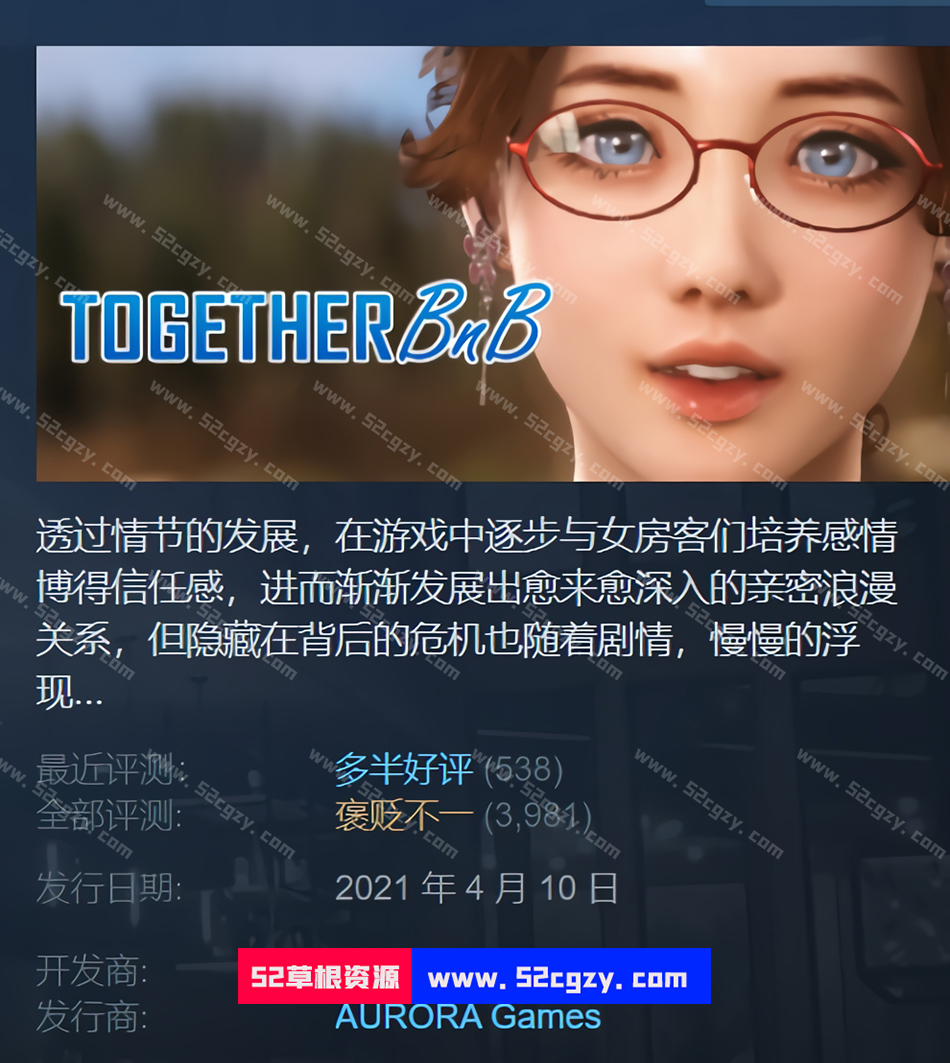 TOGETHER BnB
透过情节的发展，在游戏中逐步与女房客们培养感情
博得信任感，进而渐渐发展出愈来愈深入的亲密浪漫
关系，但隐藏在背后的危机也随着剧情，慢慢的浮
现...
最近评测: 多半好评 (538)
全部评测: 褒贬不一 (3,981)
发行日期: 2021 年 4 月 10 日
开发商:
52草根资源 www.52cgzy.com
发行商: AURORA Games
www.52cgzy.com